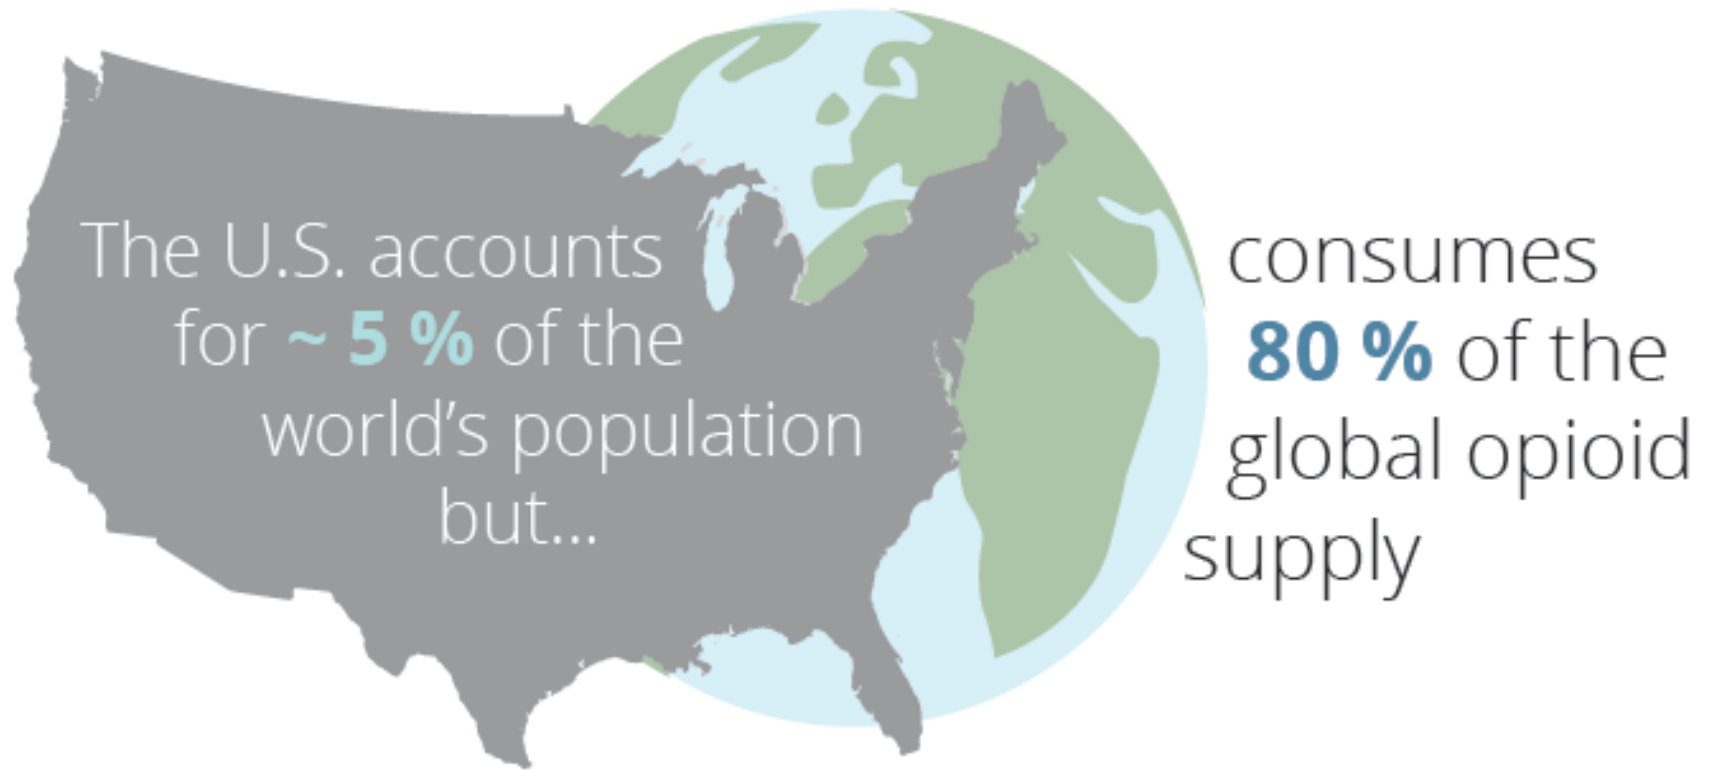 The U.S. accounts
for ~ 5 % of the
world's population
but...
consumes
80 % of the
global opioid
supply